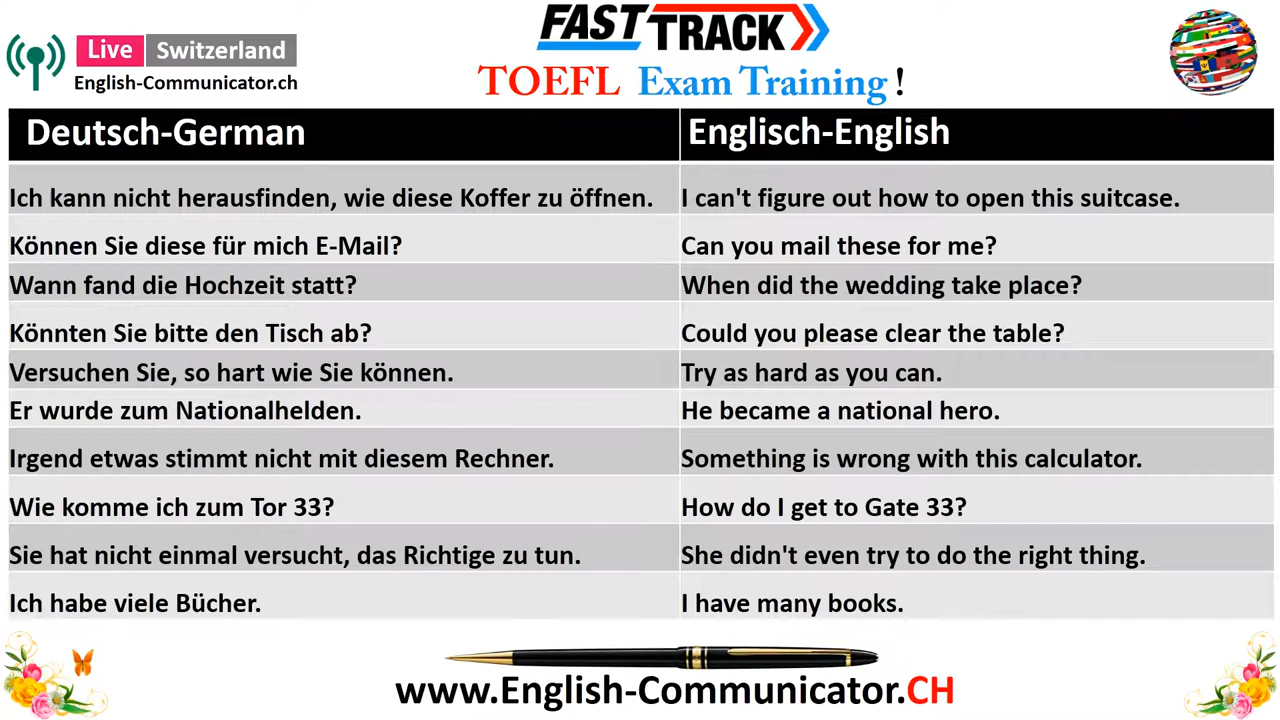 Live Switzerland
English-Communicator.ch
FAST TRACK
TOEFL Exam Training !
Deutsch-German Englisch-English
Ich kann nicht herausfinden, wie diese Koffer zu öffnen. I can't figure out how to open this suitcase.
Können Sie diese für mich E-Mail? Can you mail these for me?
Wann fand die Hochzeit statt? When did the wedding take place?
Könnten Sie bitte den Tisch ab? Could you please clear the table?
Versuchen Sie, so hart wie Sie können. Try as hard as you can.
Er wurde zum Nationalhelden. He became a national hero.
Irgend etwas stimmt nicht mit diesem Rechner. Something is wrong with this calculator.
Wie komme ich zum Tor 33? How do I get to Gate 33?
Sie hat nicht einmal versucht, das Richtige zu tun. She didn't even try to do the right thing.
Ich habe viele Bücher. I have many books.
www.English-Communicator.CH